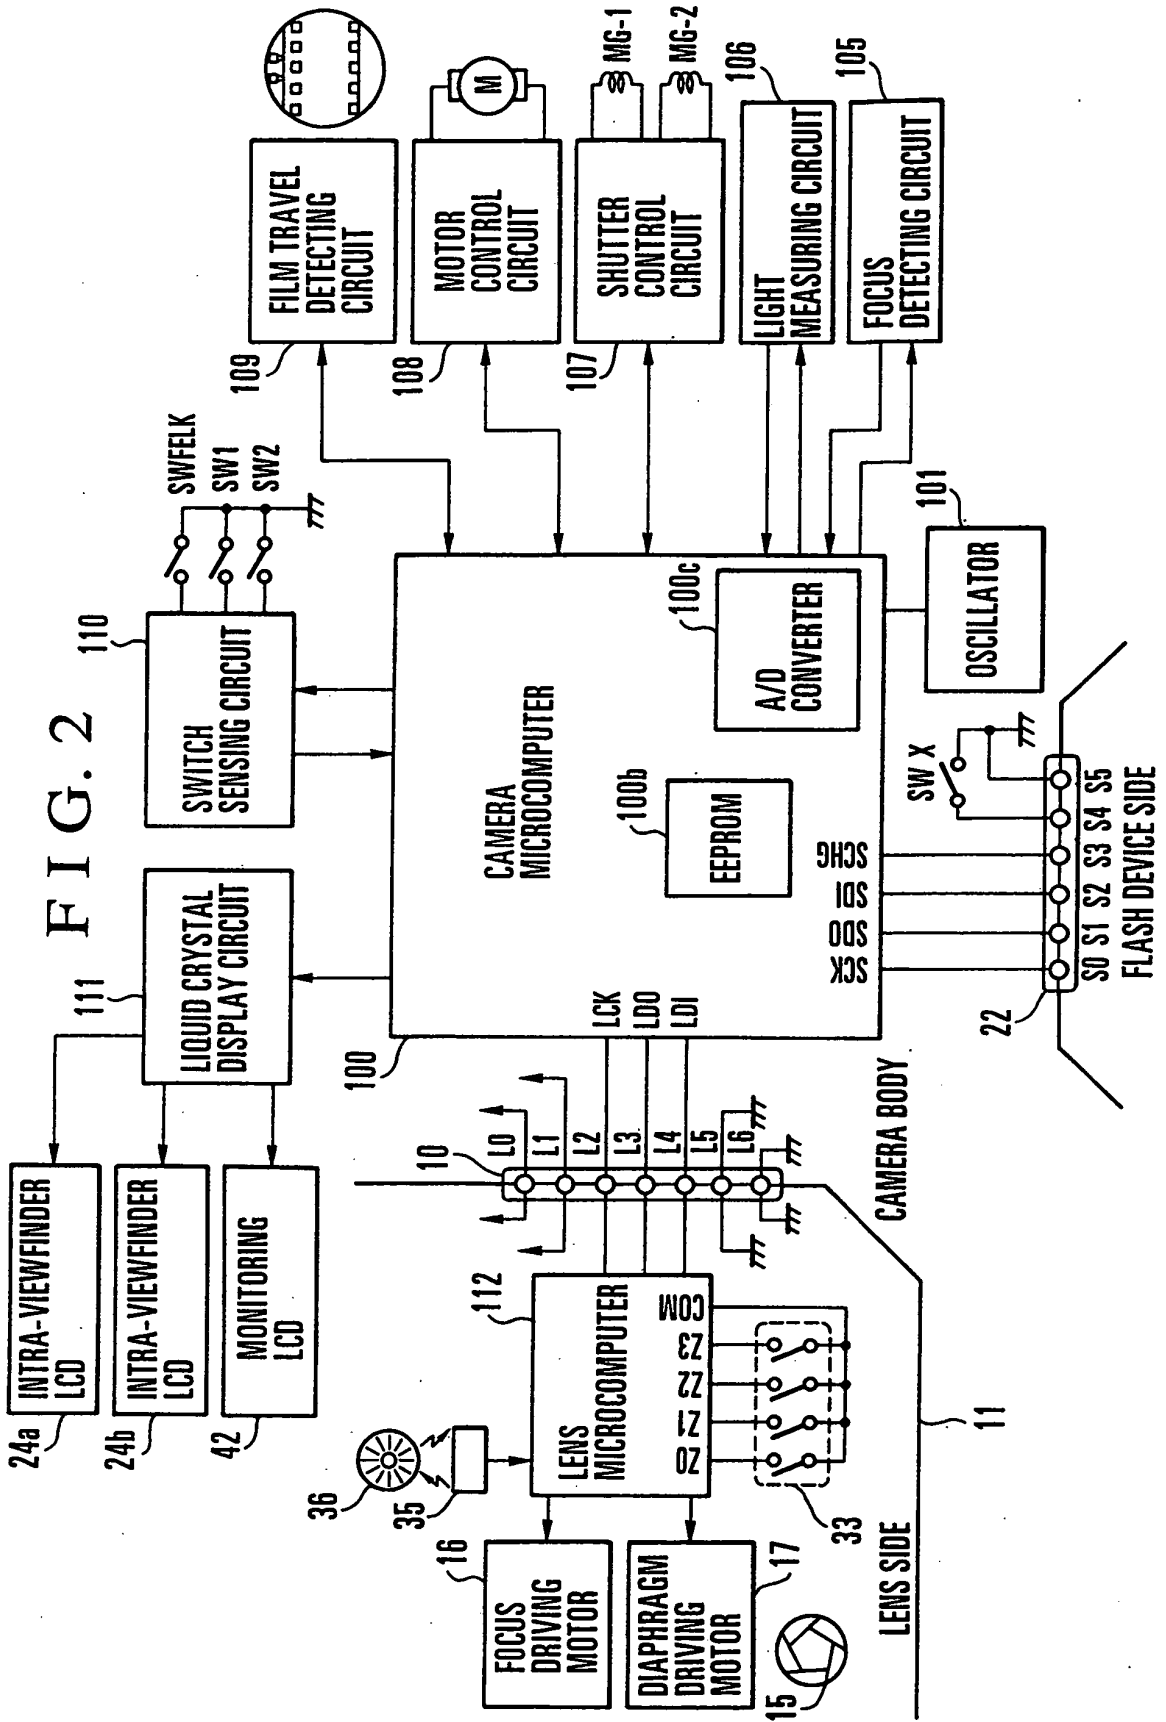 FIG. 2
24a
INTRA-VIEWFINDER
LCD
24b
INTRA-VIEWFINDER
LCD
42
MONITORING
LCD
111
LIQUID CRYSTAL
DISPLAY CIRCUIT
110
SWITCH
SENSING CIRCUIT
SWFELK
SW1
SW2
109
FILM TRAVEL
DETECTING
CIRCUIT
108
MOTOR
CONTROL
CIRCUIT
M
107
SHUTTER
CONTROL
CIRCUIT
MG-1
MG-2
LIGHT
MEASURING CIRCUIT
106
FOCUS
DETECTING CIRCUIT
105
100
CAMERA
MICROCOMPUTER
100b
EEPROM
100c
A/D
CONVERTER
LCK
LDO
LDI
SCK
SDO
SDI
SCHG
101
OSCILLATOR
SW X
22
S0 S1 S2 S3 S4 S5
FLASH DEVICE SIDE
10
L0
L1
L2
L3
L4
L5
L6
CAMERA BODY
36
35
112
LENS
MICROCOMPUTER
Z0 Z1 Z2 Z3 COM
33
16
FOCUS
DRIVING
MOTOR
17
DIAPHRAGM
DRIVING
MOTOR
15
LENS SIDE
11